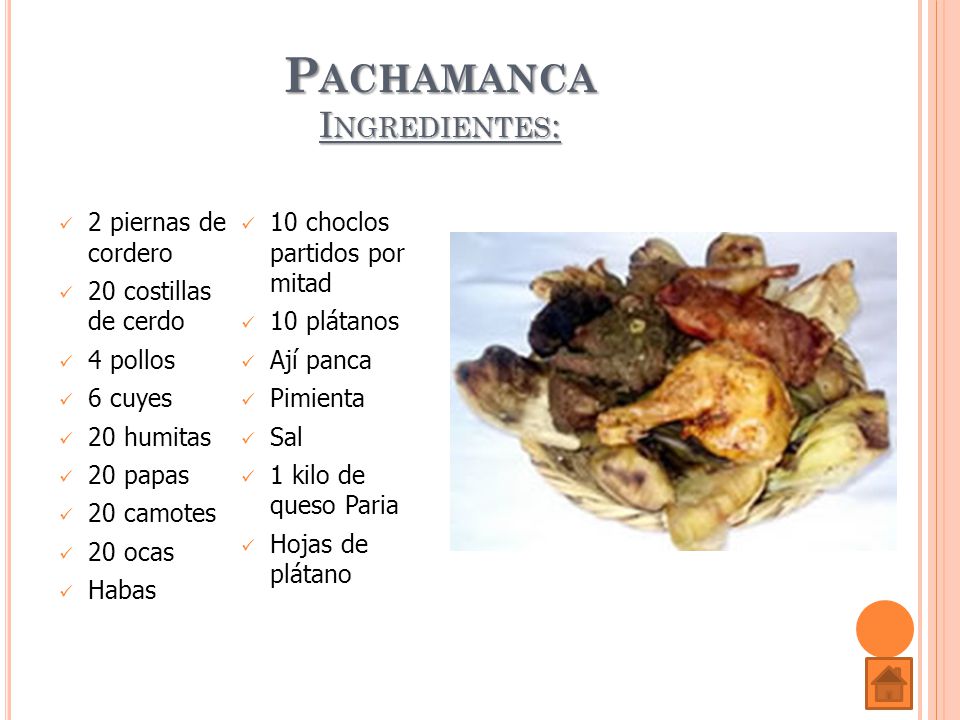 PACHAMANCA
INGREDIENTES:
2 piernas de
cordero
20 costillas
de cerdo
4 pollos
6 cuyes
20 humitas
20 papas
20 camotes
20 ocas
Habas
10 choclos
partidos por
mitad
10 plátanos
Ají panca
Pimienta
Sal
1 kilo de
queso Paria
Hojas de
plátano